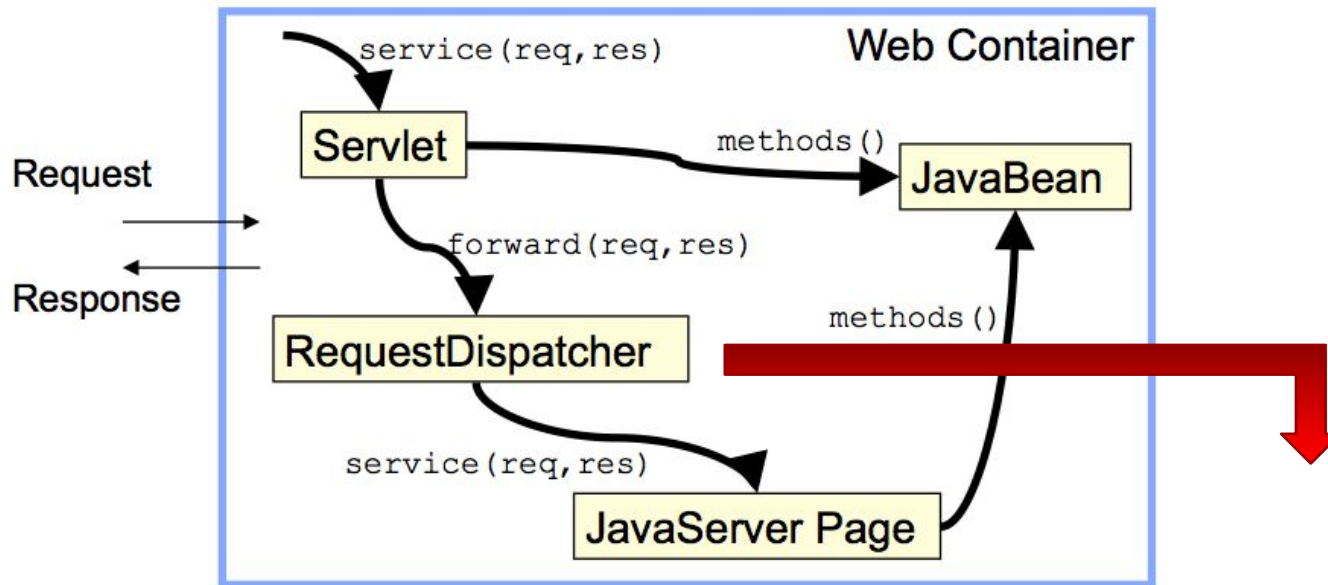 service(req,res)
Web Container
Servlet
methods()
JavaBean
Request
forward(req,res)
Response
methods()
RequestDispatcher
service(req,res)
JavaServer Page